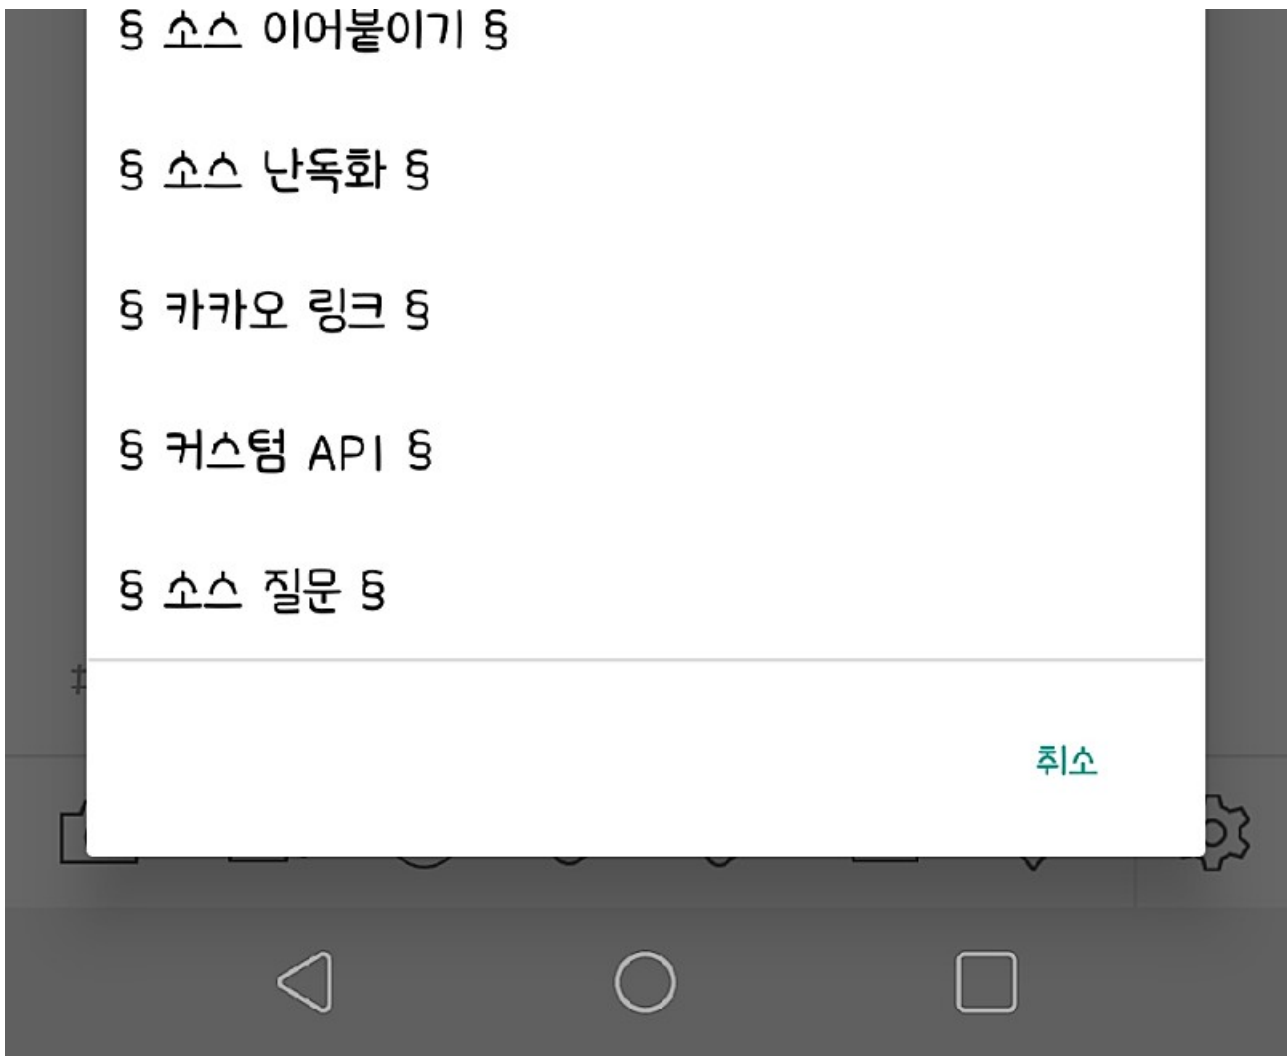 § 소스 이어붙이기 §
§ 소스 난독화 §
§ 카카오 링크 §
§ 커스텀 API §
§ 소스 질문 §
#
취소